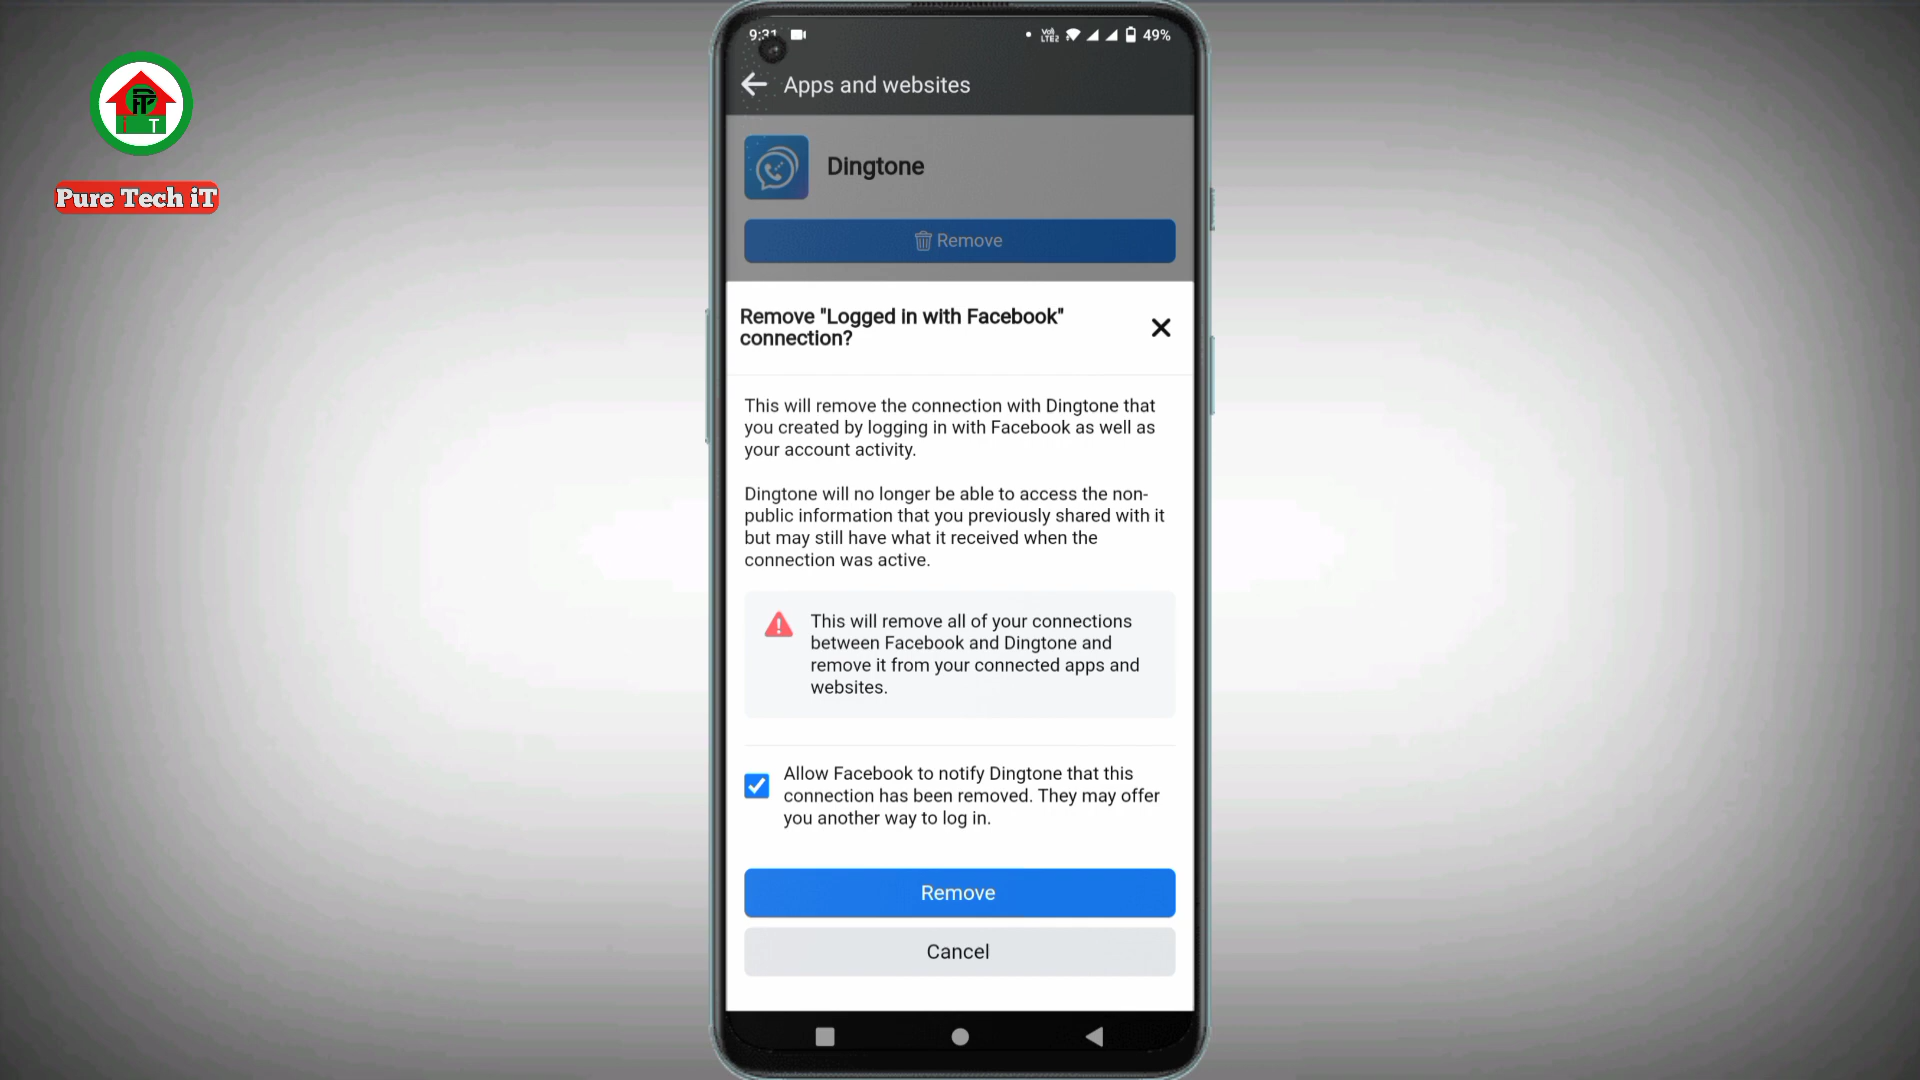 9:31
Vo)) LTE2
49%
Apps and websites
Pure Tech iT
Dingtone
Remove
Remove "Logged in with Facebook"
connection?
This will remove the connection with Dingtone that
you created by logging in with Facebook as well as
your account activity.
Dingtone will no longer be able to access the non-
public information that you previously shared with it
but may still have what it received when the
connection was active.
This will remove all of your connections
between Facebook and Dingtone and
remove it from your connected apps and
websites.
Allow Facebook to notify Dingtone that this
connection has been removed. They may offer
you another way to log in.
Remove
Cancel